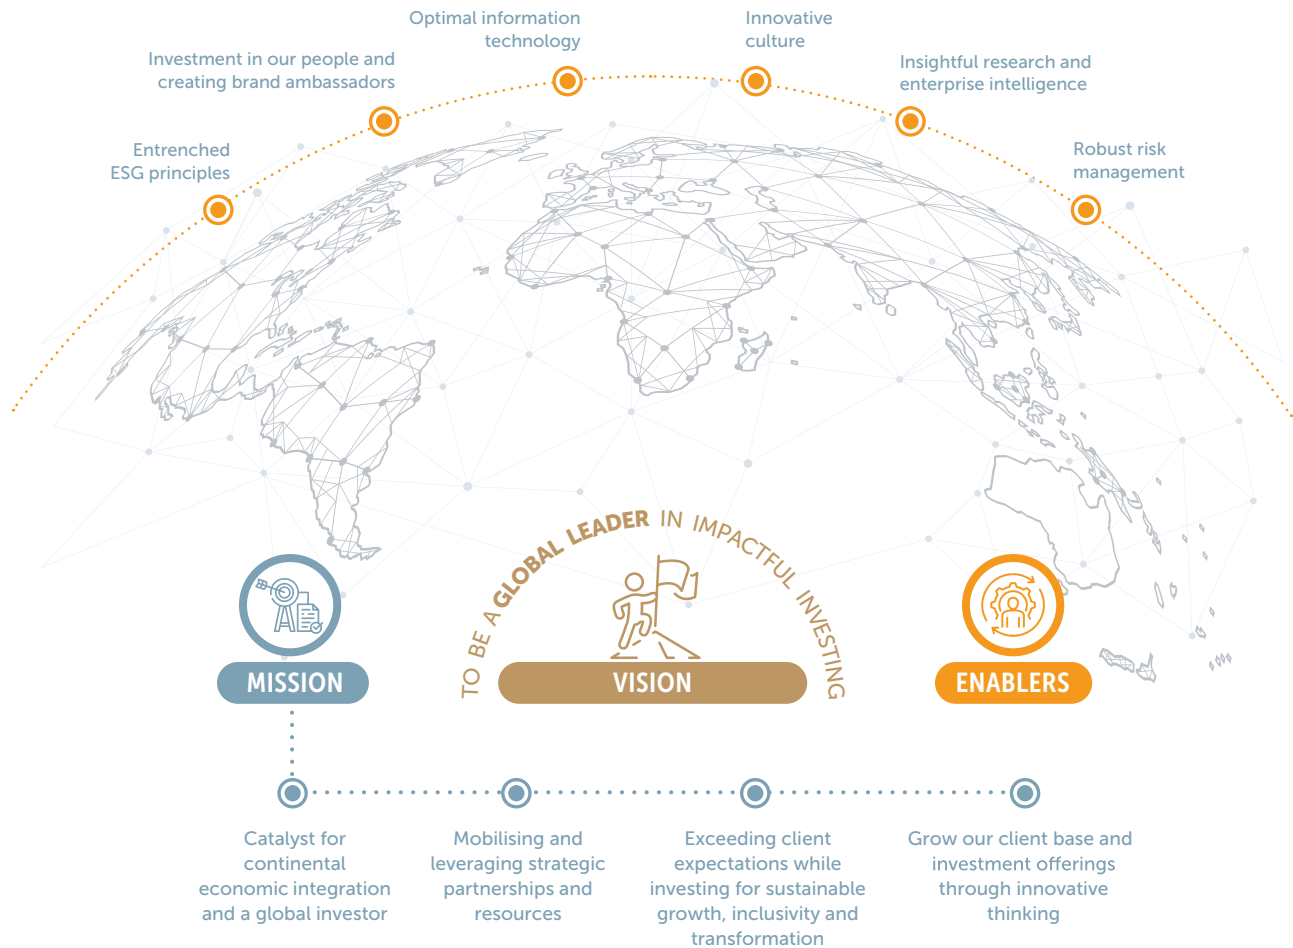 Optimal information
technology
Innovative
culture
Investment in our people and
creating brand ambassadors
Insightful research and
enterprise intelligence
Entrenched
ESG principles
Robust risk
management
TO BE A GLOBAL LEADER IN IMPACTFUL INVESTING
MISSION
VISION
ENABLERS
Catalyst for
continental
economic integration
and a global investor
Mobilising and
leveraging strategic
partnerships and
resources
Exceeding client
expectations while
investing for sustainable
growth, inclusivity and
transformation
Grow our client base and
investment offerings
through innovative
thinking